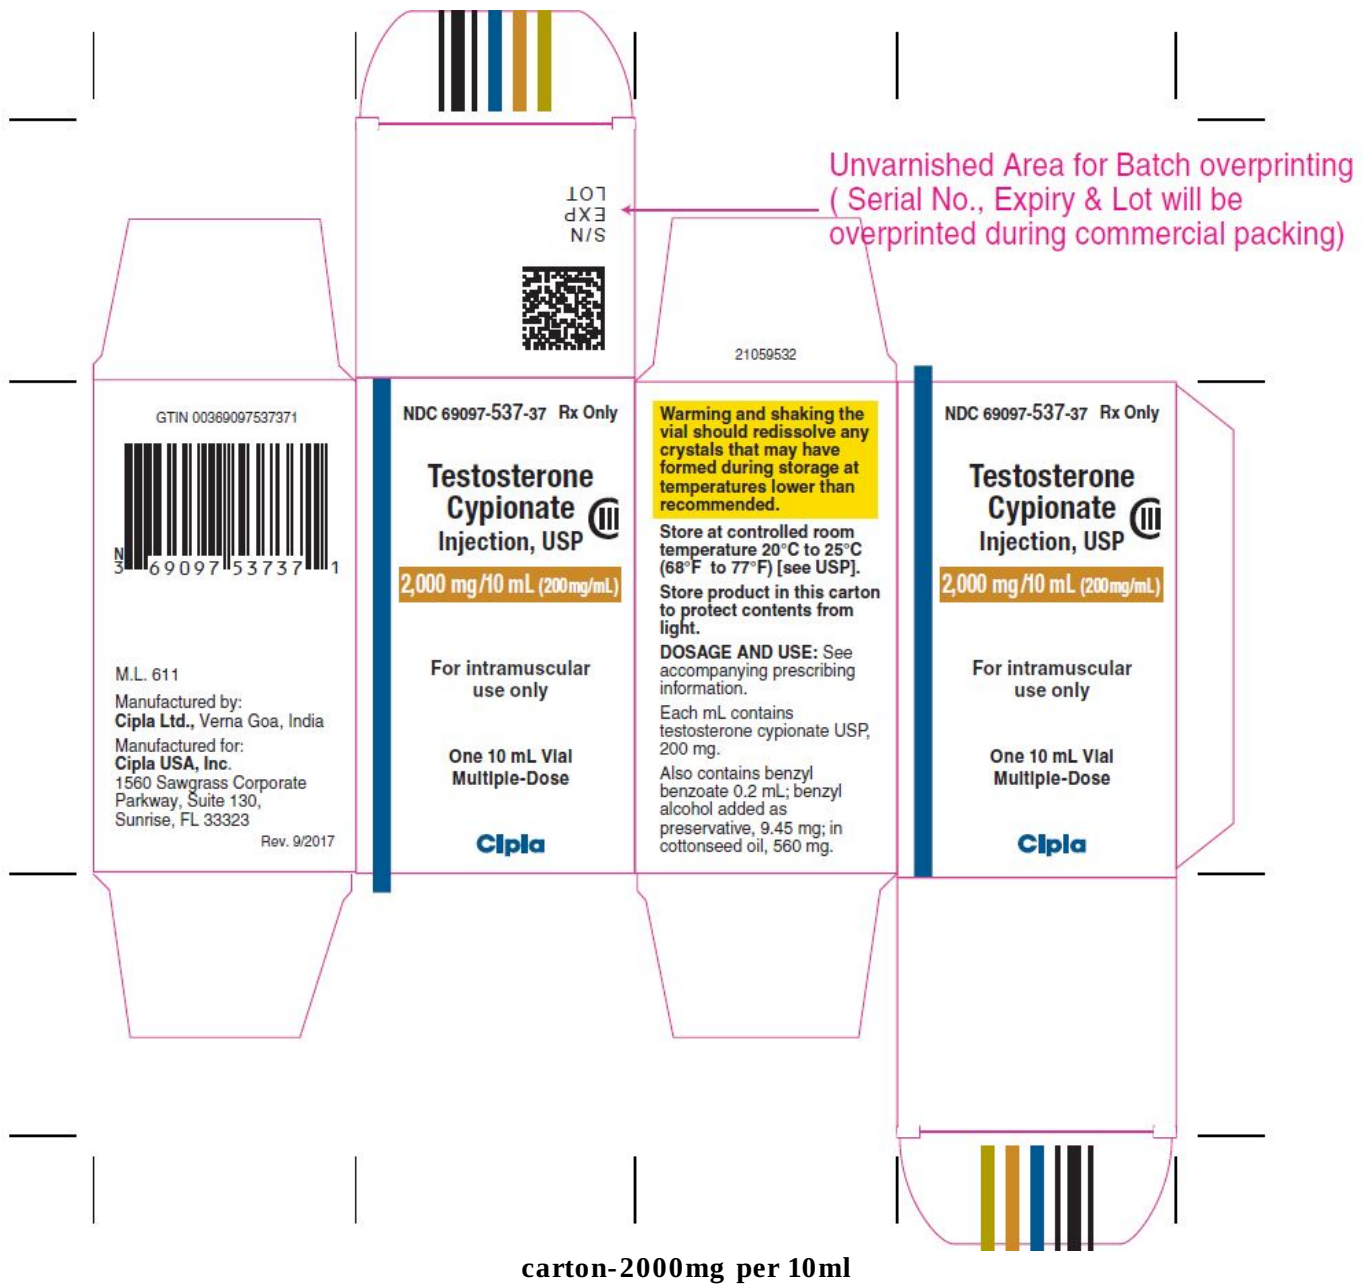 Unvarnished Area for Batch overprinting
( Serial No., Expiry & Lot will be
overprinted during commercial packing)
S/N
EXP
LOT
21059532
GTIN 00369097537371
N
3 69097 53737 1
M.L. 611
Manufactured by:
Cipla Ltd., Verna Goa, India
Manufactured for:
Cipla USA, Inc.
1560 Sawgrass Corporate
Parkway, Suite 130,
Sunrise, FL 33323
Rev. 9/2017
NDC 69097-537-37 Rx Only
Testosterone
Cypionate CIII
Injection, USP
2,000 mg/10 mL (200mg/mL)
For intramuscular
use only
One 10 mL Vial
Multiple-Dose
Cipla
Warming and shaking the
vial should redissolve any
crystals that may have
formed during storage at
temperatures lower than
recommended.
Store at controlled room
temperature 20°C to 25°C
(68°F to 77°F) [see USP].
Store product in this carton
to protect contents from
light.
DOSAGE AND USE: See
accompanying prescribing
information.
Each mL contains
testosterone cypionate USP,
200 mg.
Also contains benzyl
benzoate 0.2 mL; benzyl
alcohol added as
preservative, 9.45 mg; in
cottonseed oil, 560 mg.
NDC 69097-537-37 Rx Only
Testosterone
Cypionate CIII
Injection, USP
2,000 mg/10 mL (200mg/mL)
For intramuscular
use only
One 10 mL Vial
Multiple-Dose
Cipla
carton-2000mg per 10ml